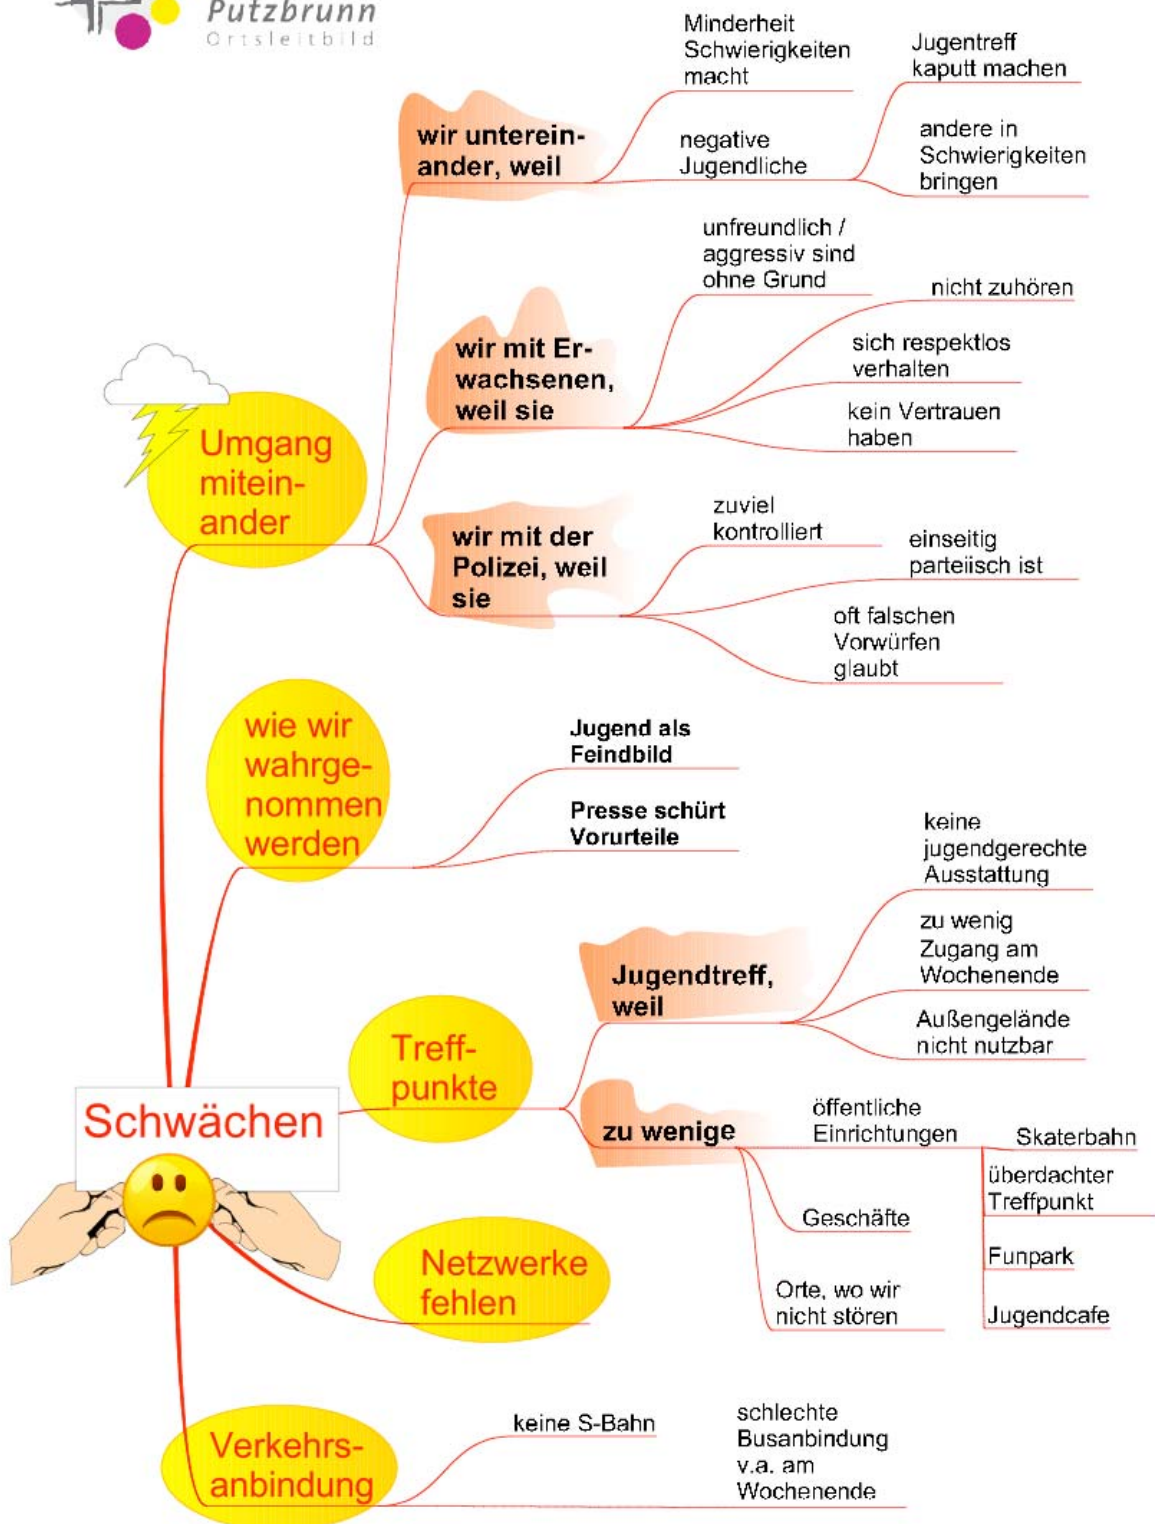 Putzbrunn
Ortsleitbild
Minderheit
Schwierigkeiten
macht
Jugentreff
kaputt machen
wir unterein-
ander, weil
negative
Jugendliche
andere in
Schwierigkeiten
bringen
unfreundlich /
aggressiv sind
ohne Grund
nicht zuhören
wir mit Er-
wachsenen,
weil sie
sich respektlos
verhalten
kein Vertrauen
haben
Umgang
mitein-
ander
zuviel
kontrolliert
wir mit der
Polizei, weil
sie
einseitig
parteiisch ist
oft falschen
Vorwürfen
glaubt
wie wir
wahrge-
nommen
werden
Jugend als
Feindbild
Presse schürt
Vorurteile
keine
jugendgerechte
Ausstattung
zu wenig
Zugang am
Wochenende
Jugendtreff,
weil
Außengelände
nicht nutzbar
Treff-
punkte
Schwächen
zu wenige
öffentliche
Einrichtungen
Skaterbahn
überdachter
Treffpunkt
Geschäfte
Funpark
Orte, wo wir
nicht stören
Jugendcafe
Netzwerke
fehlen
Verkehrs-
anbindung
keine S-Bahn
schlechte
Busanbindung
v.a. am
Wochenende